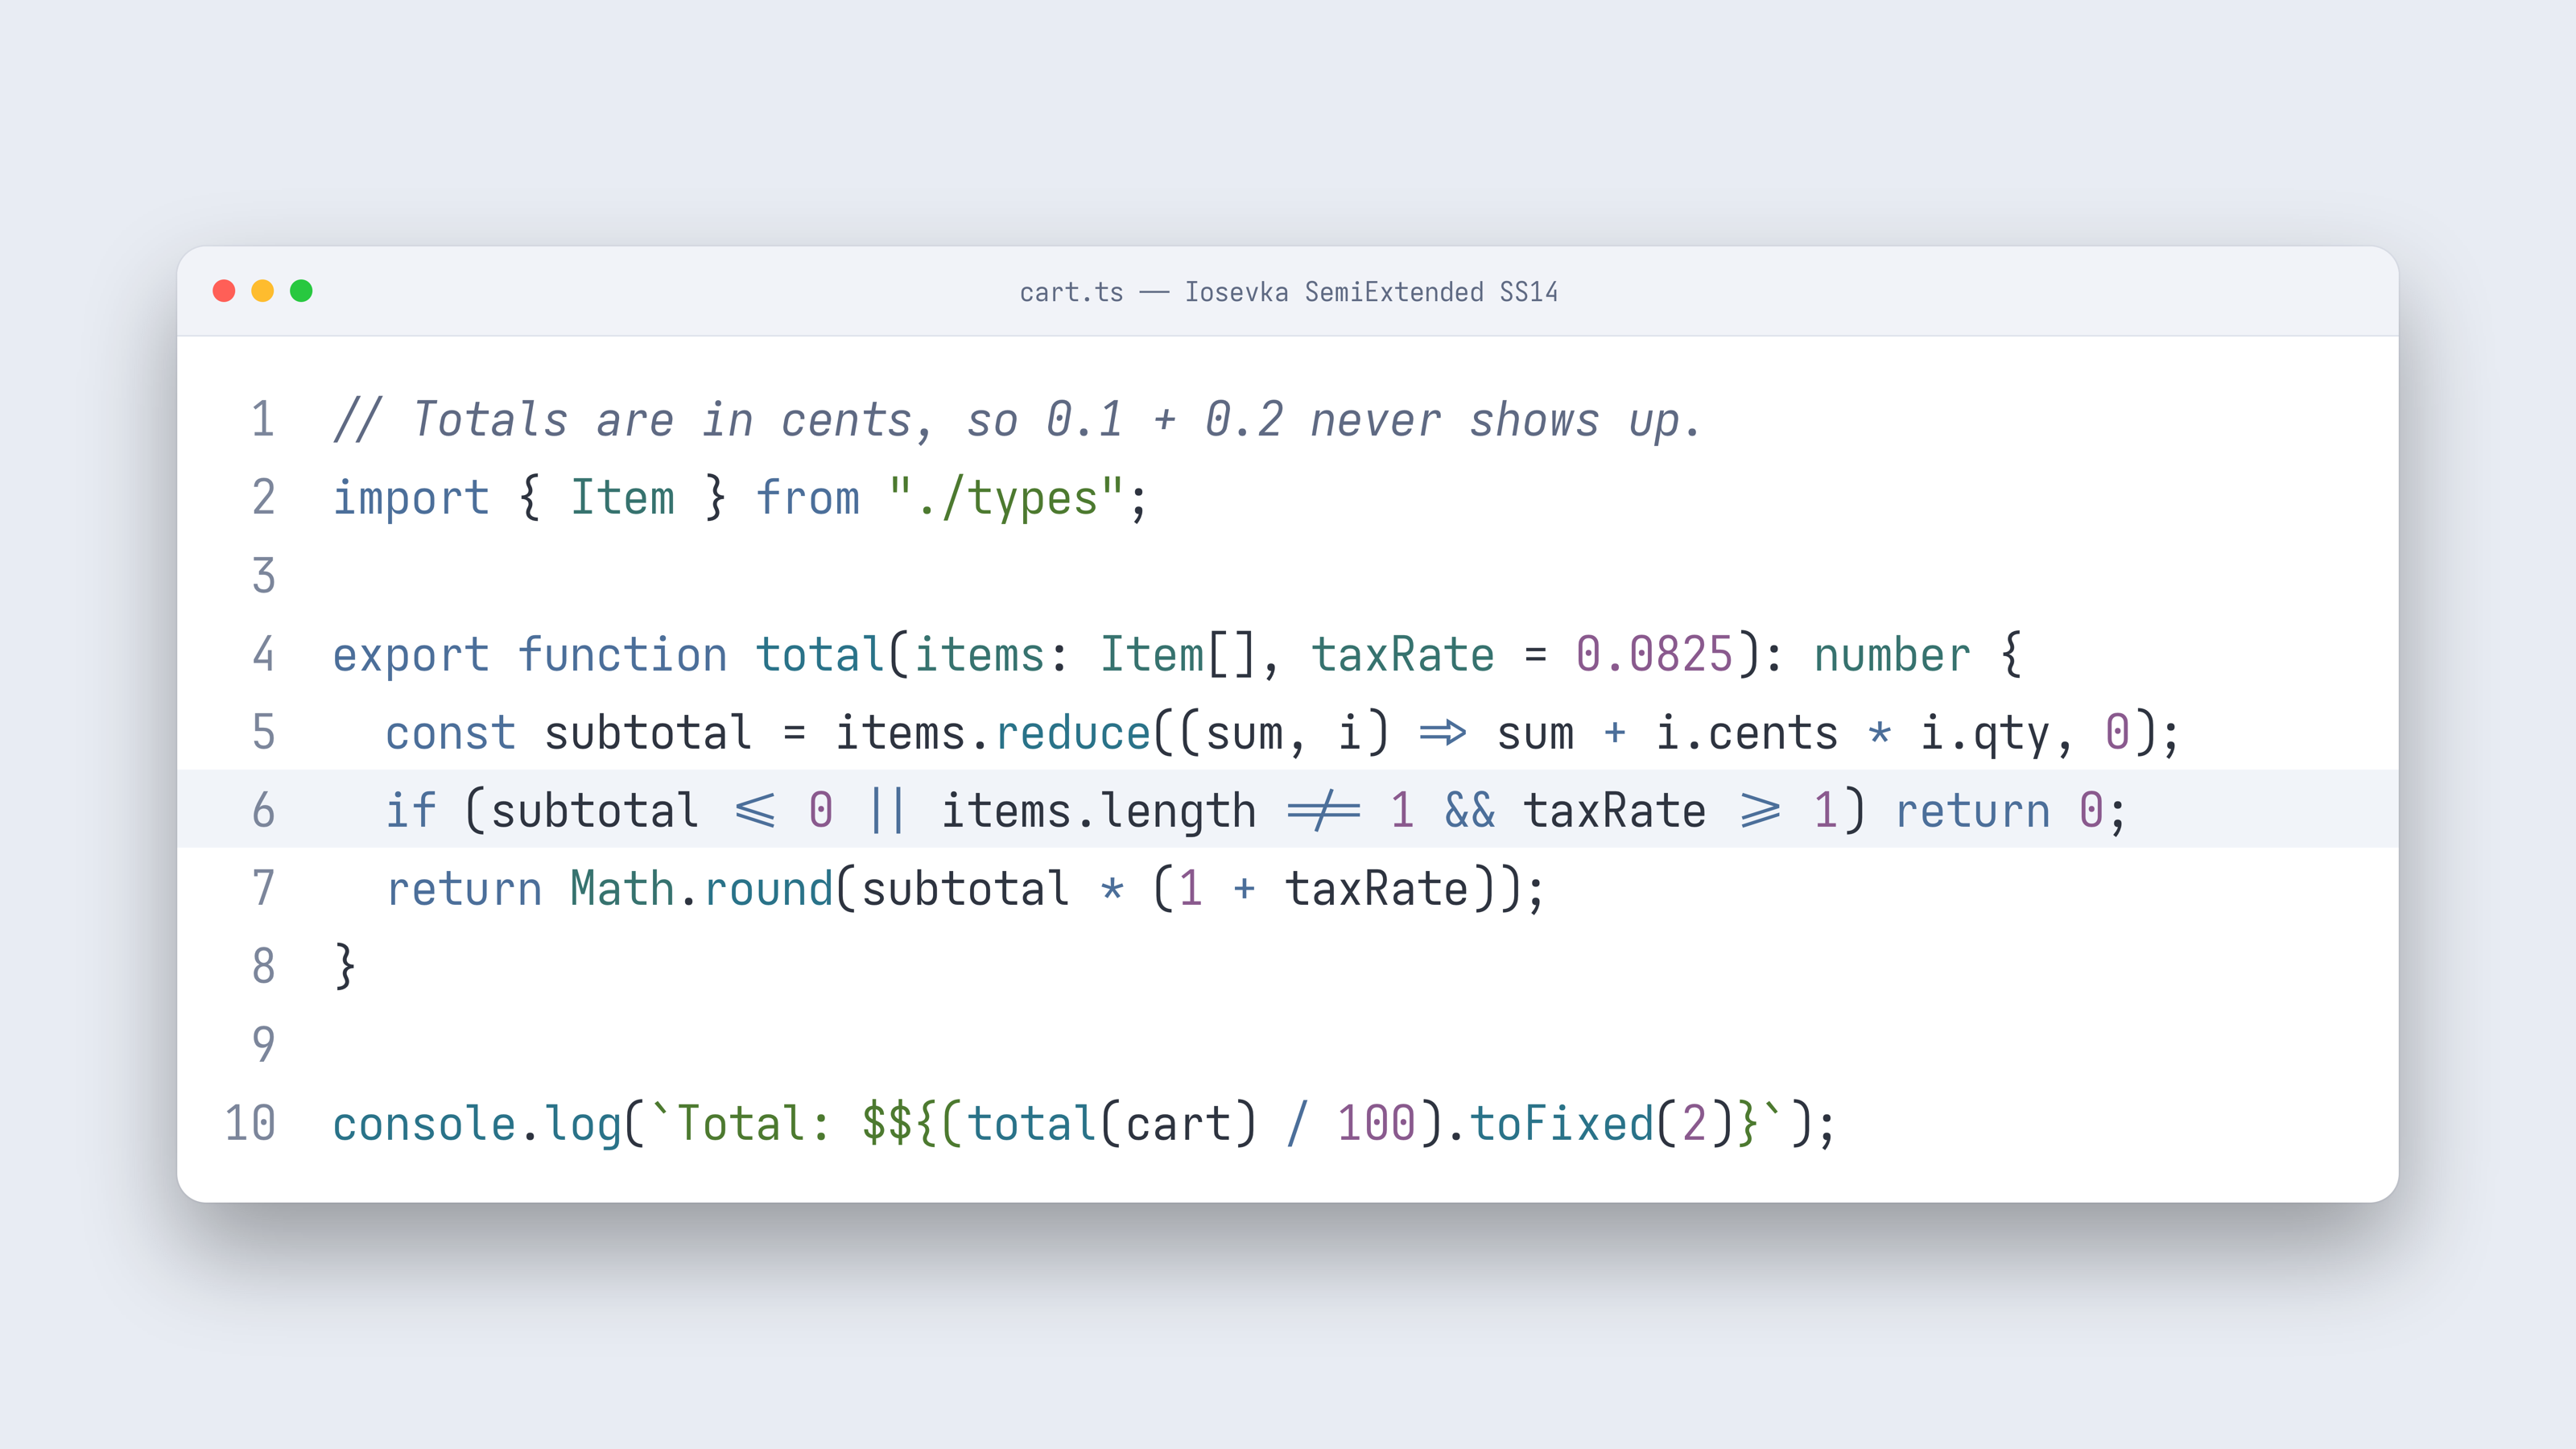 cart.ts — Iosevka SemiExtended SS14
1 // Totals are in cents, so 0.1 + 0.2 never shows up.
2 import { Item } from "./types";
3
4 export function total(items: Item[], taxRate = 0.0825): number {
5   const subtotal = items.reduce((sum, i) => sum + i.cents * i.qty, 0);
6   if (subtotal <= 0 || items.length !== 1 && taxRate >= 1) return 0;
7   return Math.round(subtotal * (1 + taxRate));
8 }
9
10 console.log(`Total: $${(total(cart) / 100).toFixed(2)}`);